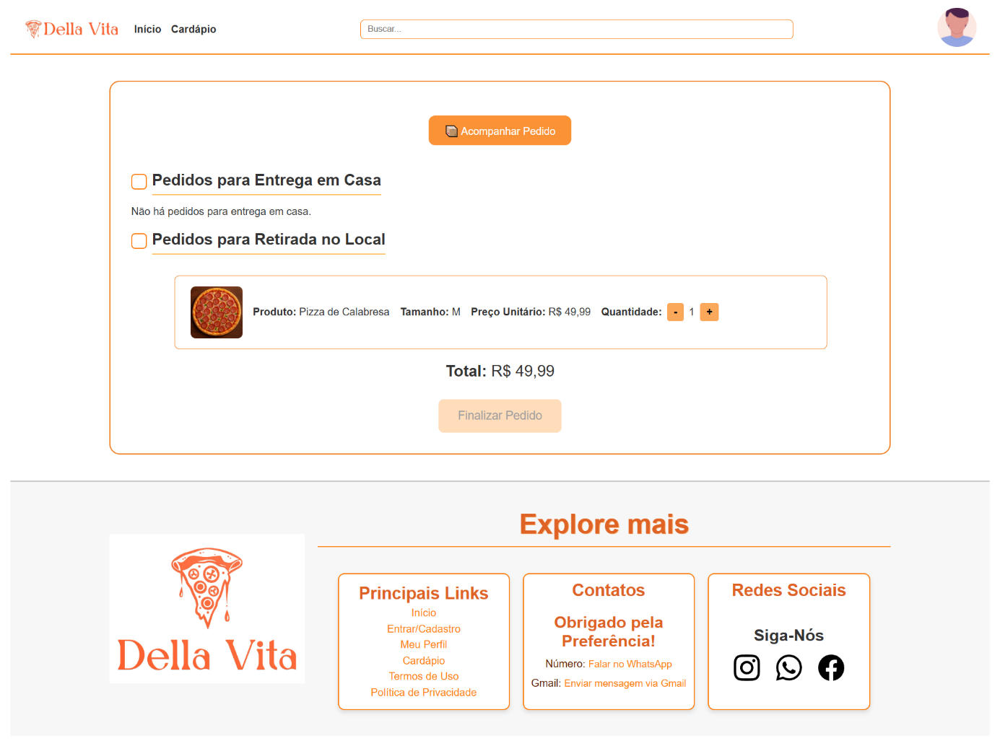 Della Vita Início Cardápio Buscar...
Acompanhar Pedido
Pedidos para Entrega em Casa
Não há pedidos para entrega em casa.
Pedidos para Retirada no Local
Produto: Pizza de Calabresa Tamanho: M Preço Unitário: R$ 49,99 Quantidade: - 1 +
Total: R$ 49,99
Finalizar Pedido
Della Vita
Explore mais
Principais Links
Início
Entrar/Cadastro
Meu Perfil
Cardápio
Termos de Uso
Política de Privacidade
Contatos
Obrigado pela
Preferência!
Número: Falar no WhatsApp
Gmail: Enviar mensagem via Gmail
Redes Sociais
Siga-Nós